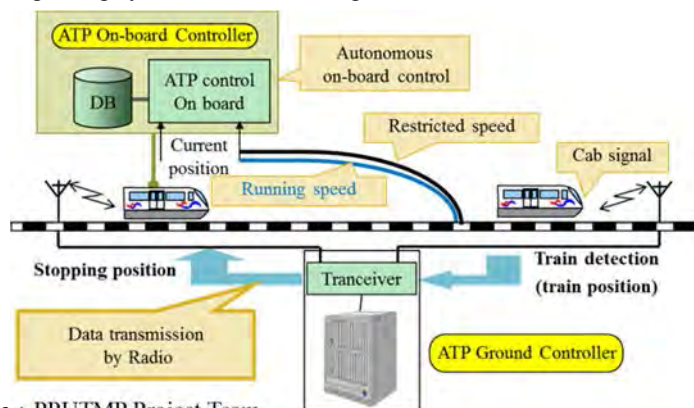 ATP On-board Controller
DB
ATP control
On board
Autonomous
on-board control
Current
position
Restricted speed
Running speed
Cab signal
Stopping position
Train detection
(train position)
Tranceiver
Data transmission
by Radio
ATP Ground Controller
Project Team